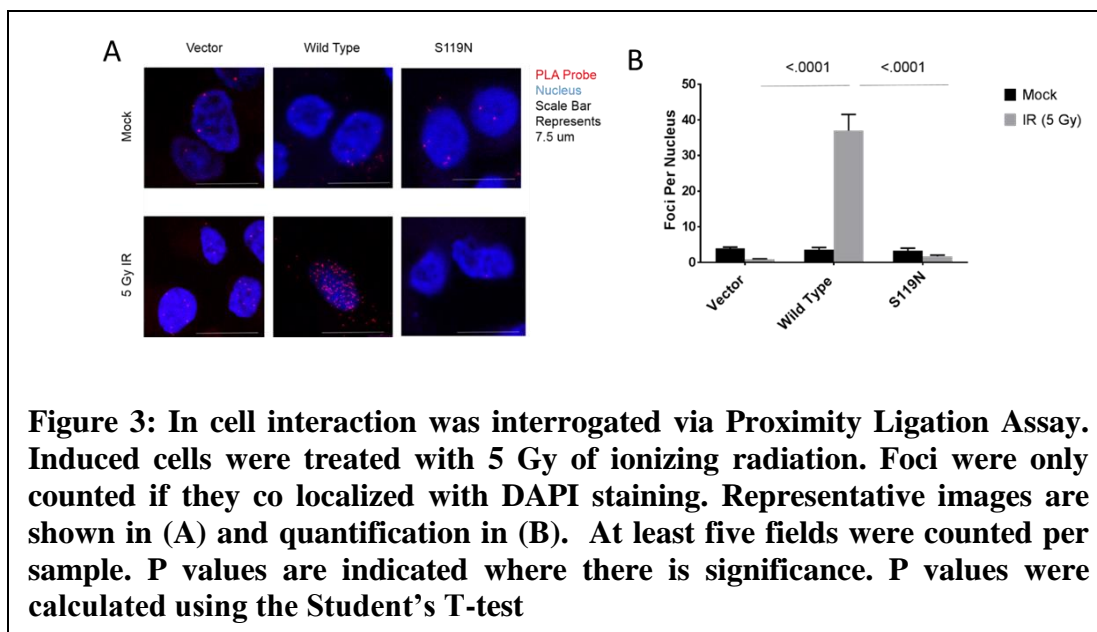 A
Vector
Wild Type
S119N
Mock
5 Gy IR
PLA Probe
Nucleus
Scale Bar
Represents
7.5 um
B
<.0001
<.0001
50
40
30
20
10
0
Foci Per Nucleus
Vector
Wild Type
S119N
Mock
IR (5 Gy)
Figure 3: In cell interaction was interrogated via Proximity Ligation Assay.
Induced cells were treated with 5 Gy of ionizing radiation. Foci were only
counted if they co localized with DAPI staining. Representative images are
shown in (A) and quantification in (B). At least five fields were counted per
sample. P values are indicated where there is significance. P values were
calculated using the Student’s T-test